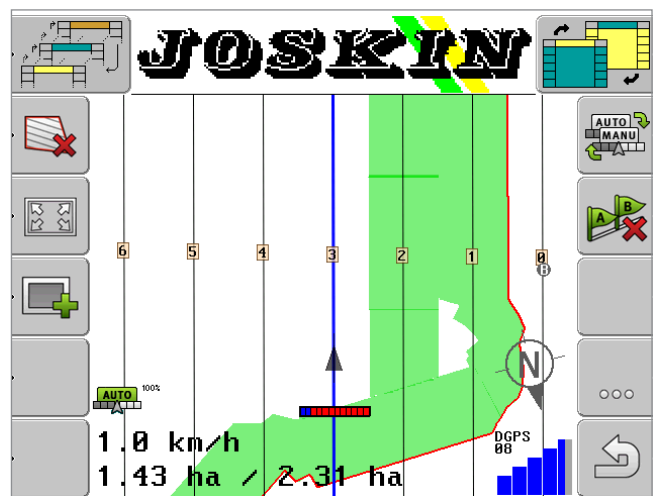 JOSKIN
AUTO
MANU
A B
6 5 4 3 2 1 0
B
N
AUTO 100%
1.0 km/h
DGPS
08
1.43 ha / 2.31 ha